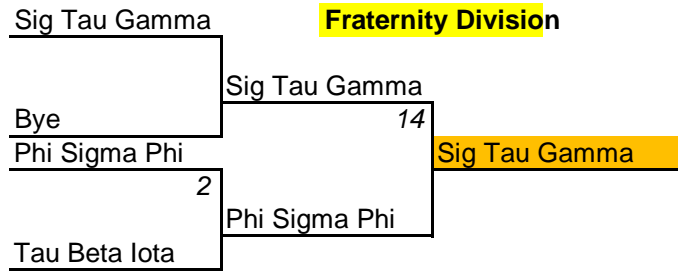 Sig Tau Gamma
Fraternity Division
Sig Tau Gamma
Bye
14
Phi Sigma Phi
Sig Tau Gamma
2
Phi Sigma Phi
Tau Beta Iota